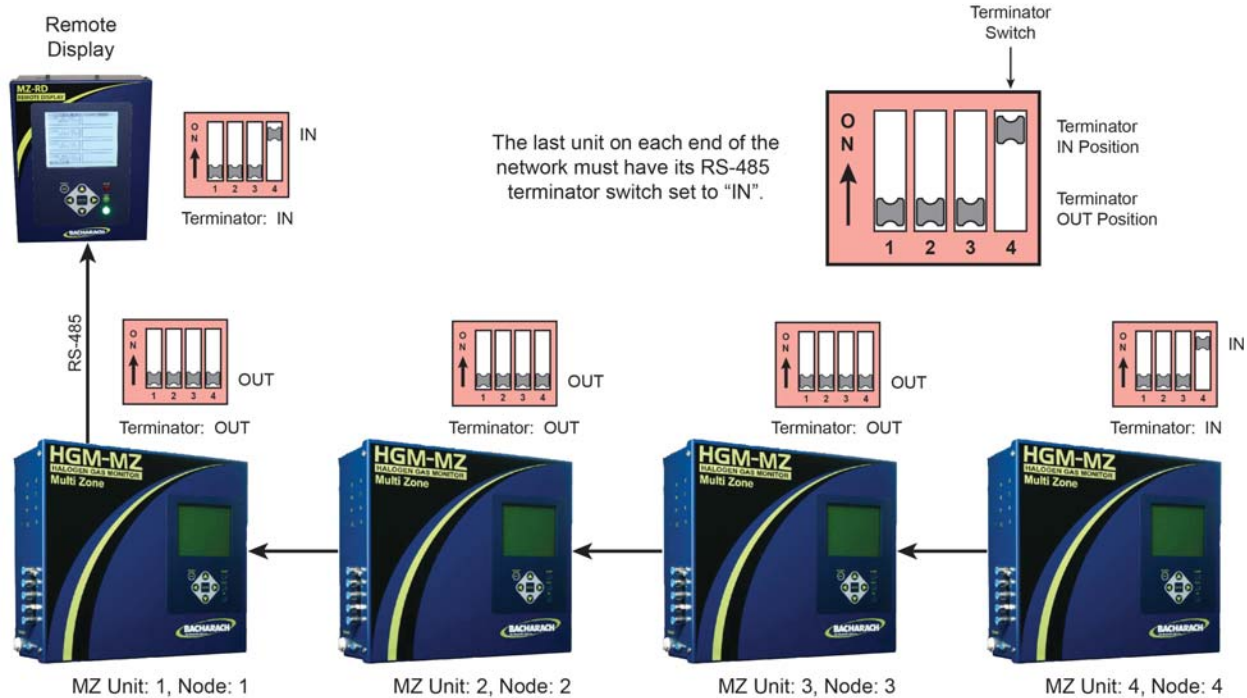 Remote
Display
MZ-RD
REMOTE DISPLAY
BACHARACH
O
N
1 2 3 4
IN
Terminator: IN
The last unit on each end of the
network must have its RS-485
terminator switch set to “IN”.
Terminator
Switch
O
N
1 2 3 4
Terminator
IN Position
Terminator
OUT Position
RS-485
O
N
1 2 3 4
OUT
Terminator: OUT
O
N
1 2 3 4
OUT
Terminator: OUT
O
N
1 2 3 4
OUT
Terminator: OUT
O
N
1 2 3 4
IN
Terminator: IN
HGM-MZ
HALOGEN GAS MONITOR
Multi Zone
BACHARACH
MZ Unit: 1, Node: 1
HGM-MZ
HALOGEN GAS MONITOR
Multi Zone
BACHARACH
MZ Unit: 2, Node: 2
HGM-MZ
HALOGEN GAS MONITOR
Multi Zone
BACHARACH
MZ Unit: 3, Node: 3
HGM-MZ
HALOGEN GAS MONITOR
Multi Zone
BACHARACH
MZ Unit: 4, Node: 4